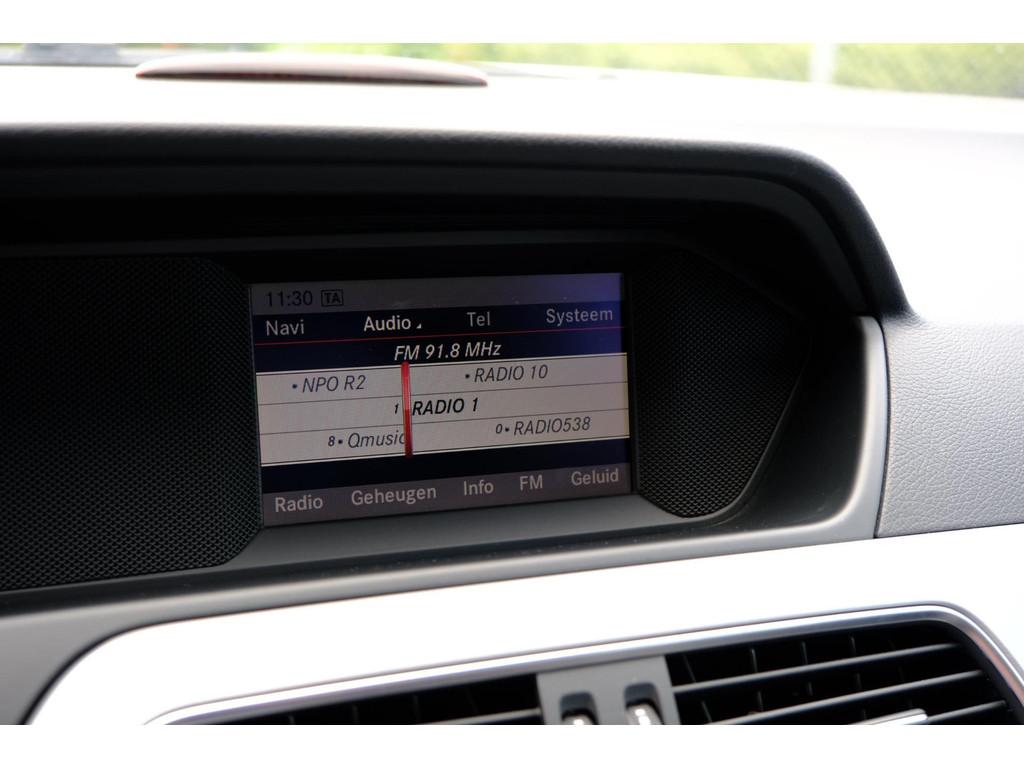 11:30 TA
Navi Audio Tel Systeem
FM 91.8 MHz
• NPO R2 • RADIO 10
1 RADIO 1
8• Qmusic 0• RADIO538
Radio Geheugen Info FM Geluid